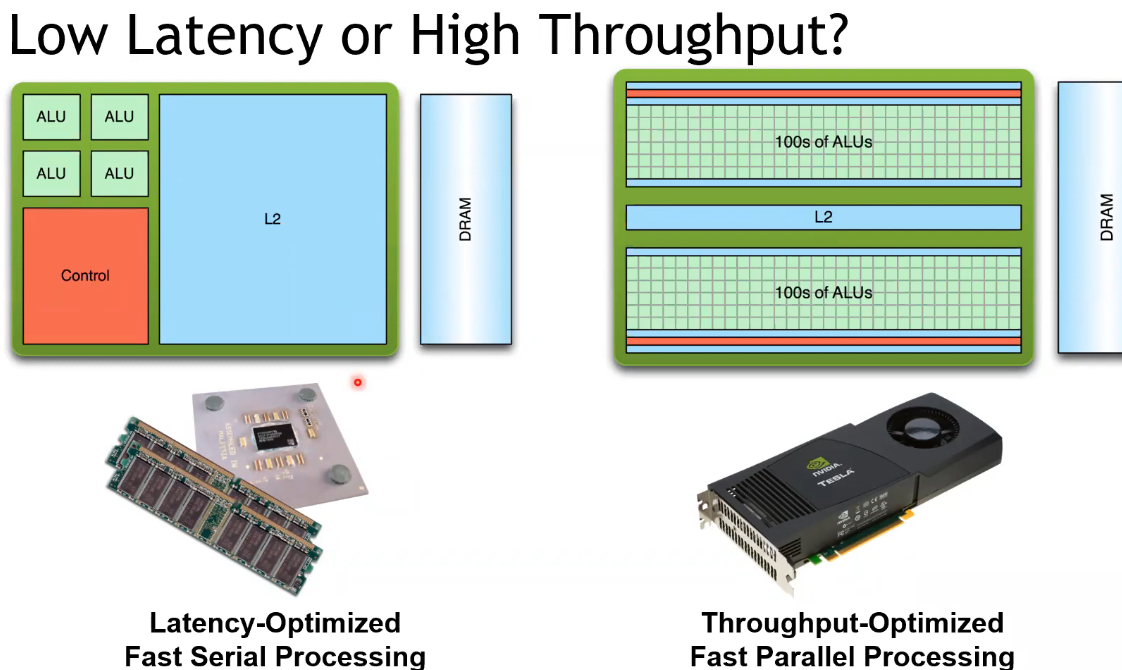 Low Latency or High Throughput?
ALU ALU
ALU ALU
Control
L2
DRAM
100s of ALUs
L2
100s of ALUs
DRAM
NVIDIA.
TESLA
Latency-Optimized
Fast Serial Processing
Throughput-Optimized
Fast Parallel Processing